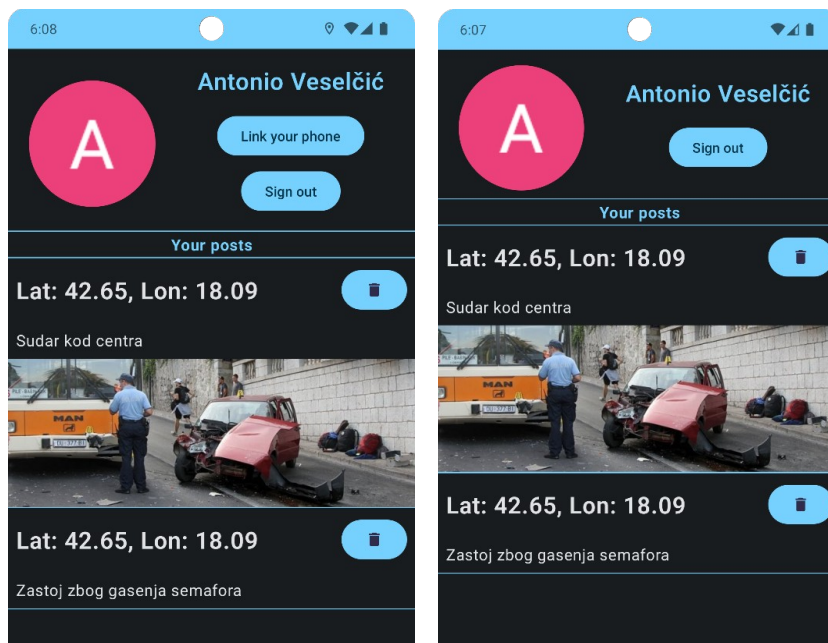 6:08
A
Antonio Veselčić
Link your phone
Sign out
Your posts
Lat: 42.65, Lon: 18.09
Sudar kod centra
MAN
Lat: 42.65, Lon: 18.09
Zastoj zbog gasenja semafora
6:07
A
Antonio Veselčić
Sign out
Your posts
Lat: 42.65, Lon: 18.09
Sudar kod centra
MAN
Lat: 42.65, Lon: 18.09
Zastoj zbog gasenja semafora